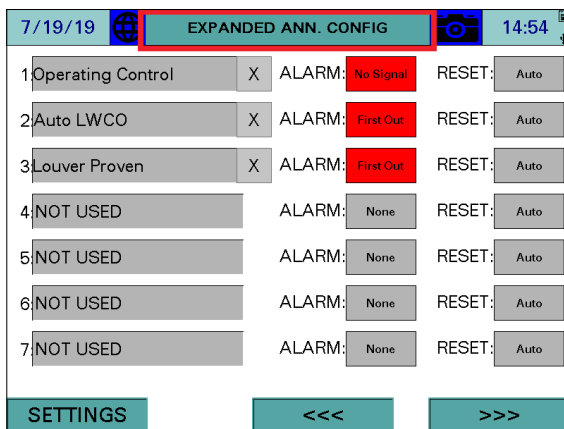 7/19/19 EXPANDED ANN. CONFIG 14:54
1: Operating Control X ALARM: No Signal RESET: Auto
2: Auto LWCO X ALARM: First Out RESET: Auto
3: Louver Proven X ALARM: First Out RESET: Auto
4: NOT USED ALARM: None RESET: Auto
5: NOT USED ALARM: None RESET: Auto
6: NOT USED ALARM: None RESET: Auto
7: NOT USED ALARM: None RESET: Auto
SETTINGS <<< >>>